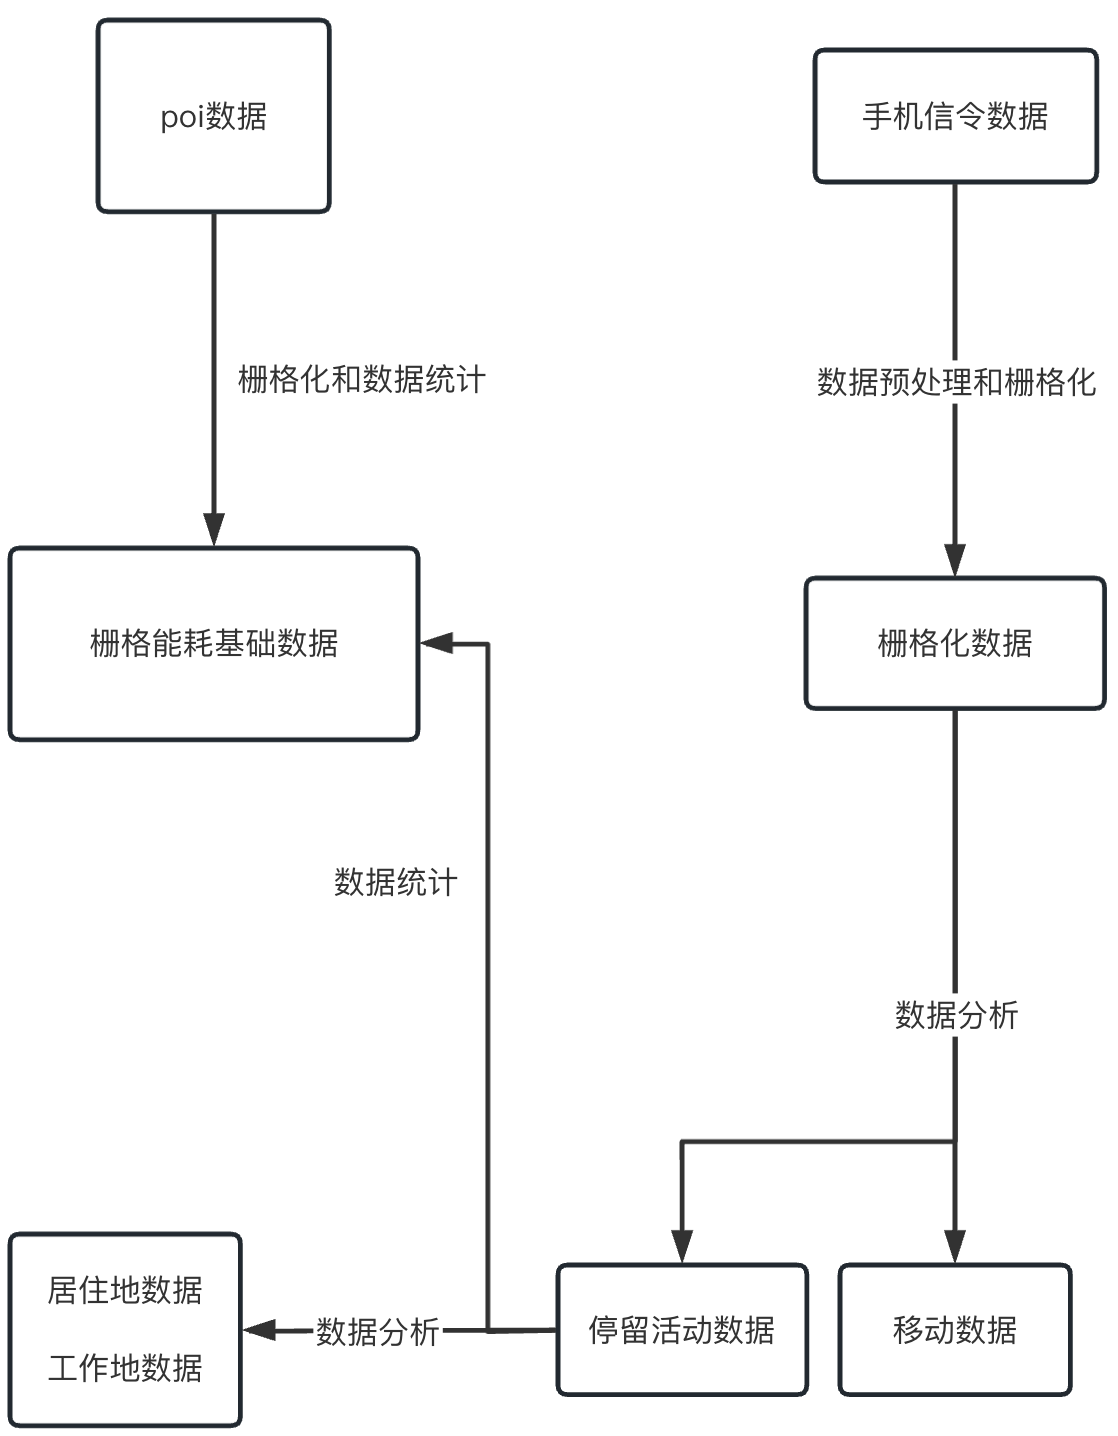 poi数据
手机信令数据
栅格化和数据统计
数据预处理和栅格化
栅格能耗基础数据
栅格化数据
数据统计
数据分析
居住地数据
工作地数据
数据分析
停留活动数据
移动数据